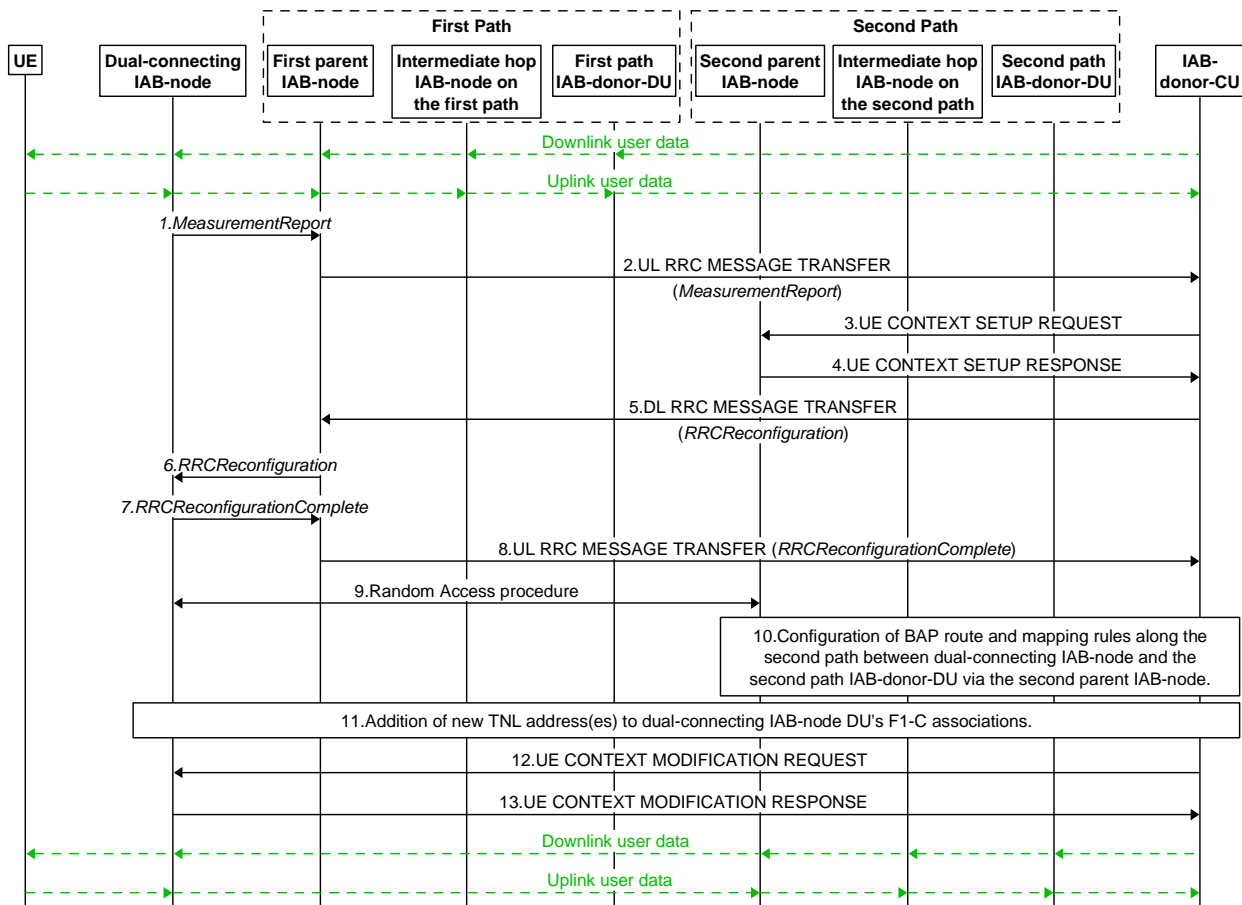 First Path
Second Path
UE
Dual-connecting
IAB-node
First parent
IAB-node
Intermediate hop
IAB-node on
the first path
First path
IAB-donor-DU
Second parent
IAB-node
Intermediate hop
IAB-node on
the second path
Second path
IAB-donor-DU
IAB-
donor-CU
Downlink user data
Uplink user data
1.MeasurementReport
2.UL RRC MESSAGE TRANSFER
(MeasurementReport)
3.UE CONTEXT SETUP REQUEST
4.UE CONTEXT SETUP RESPONSE
5.DL RRC MESSAGE TRANSFER
(RRCReconfiguration)
6.RRCReconfiguration
7.RRCReconfigurationComplete
8.UL RRC MESSAGE TRANSFER (RRCReconfigurationComplete)
9.Random Access procedure
10.Configuration of BAP route and mapping rules along the
second path between dual-connecting IAB-node and the
second path IAB-donor-DU via the second parent IAB-node.
11.Addition of new TNL address(es) to dual-connecting IAB-node DU's F1-C associations.
12.UE CONTEXT MODIFICATION REQUEST
13.UE CONTEXT MODIFICATION RESPONSE
Downlink user data
Uplink user data